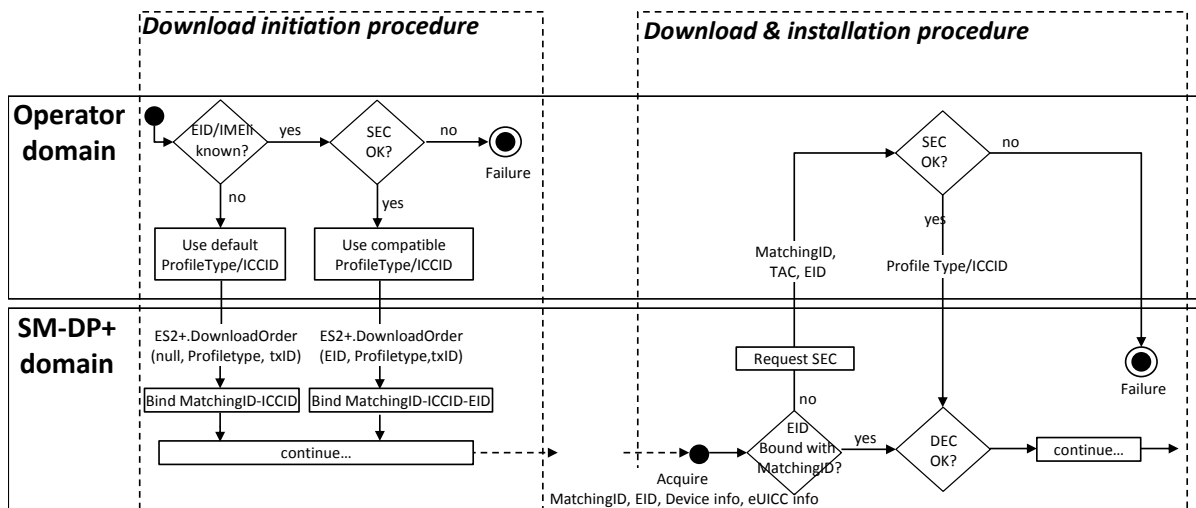 Download initiation procedure
Download & installation procedure
Operator
domain
EID/IMEIi
known?
yes
SEC
OK?
no
Failure
no
yes
Use default
ProfileType/ICCID
Use compatible
ProfileType/ICCID
SEC
OK?
no
yes
MatchingID,
TAC, EID
Profile Type/ICCID
SM-DP+
domain
ES2+.DownloadOrder
(null, Profiletype, txID)
ES2+.DownloadOrder
(EID, Profiletype,txID)
Bind MatchingID-ICCID
Bind MatchingID-ICCID-EID
continue...
Request SEC
no
Failure
EID
Bound with
MatchingID?
yes
DEC
OK?
continue...
Acquire
MatchingID, EID, Device info, eUICC info